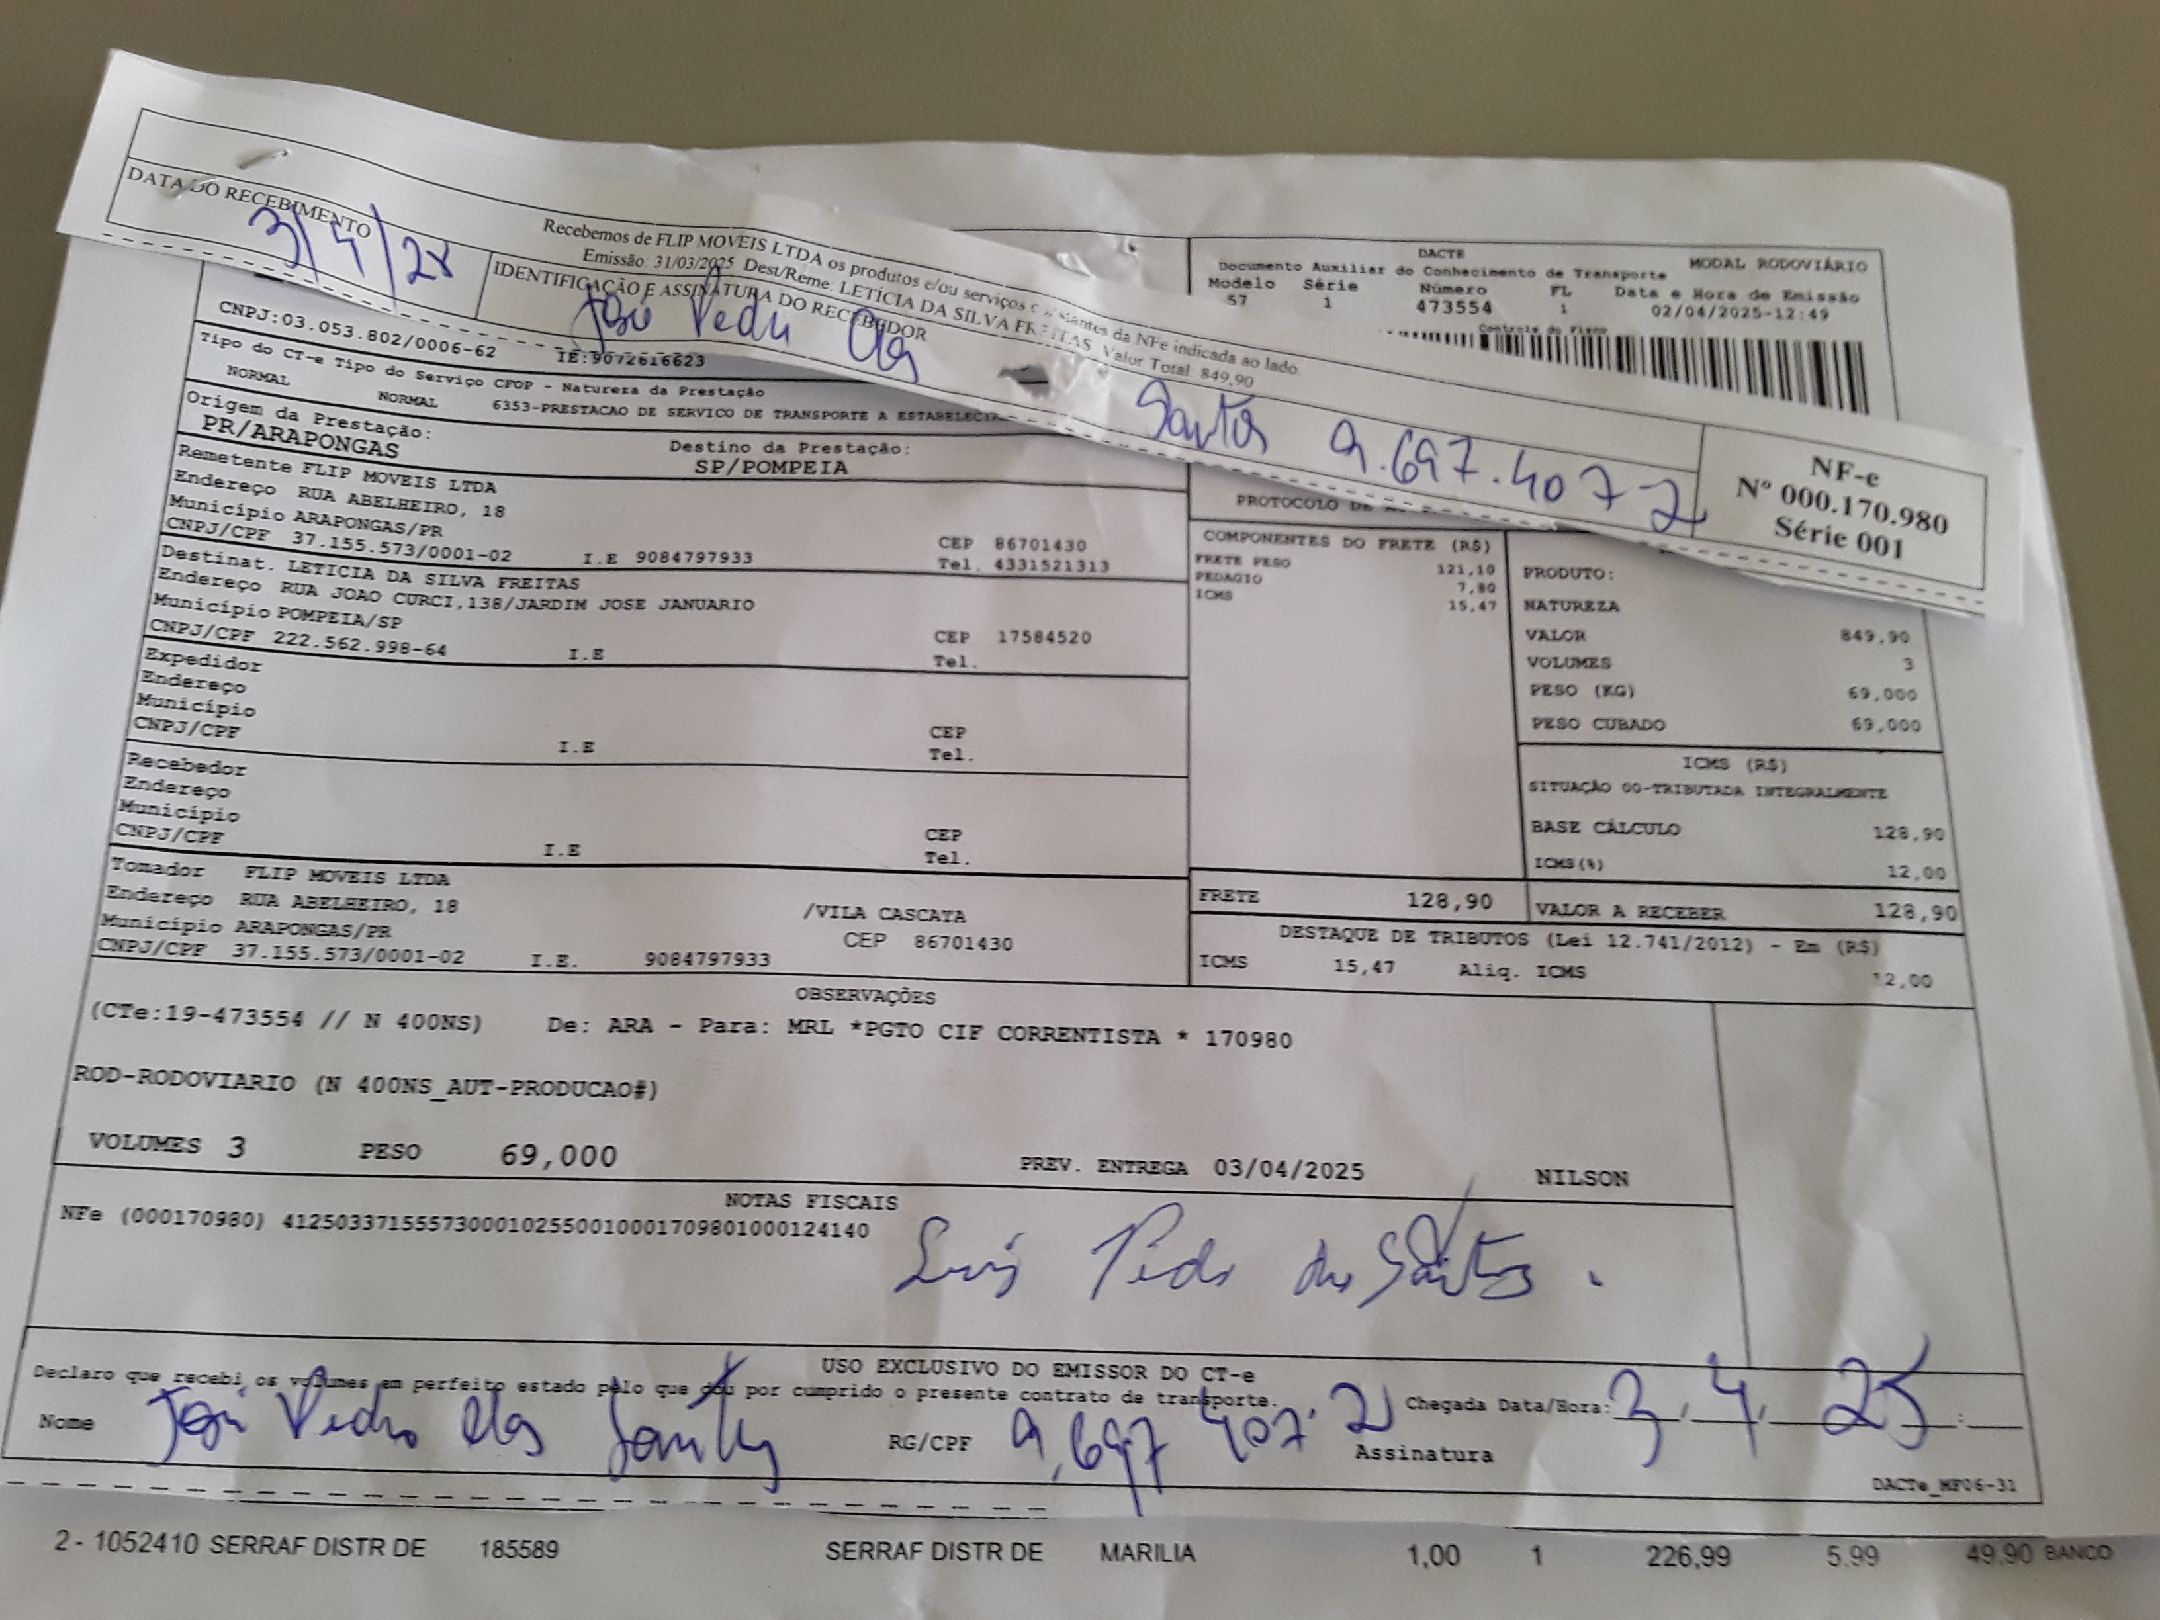 Recebemos de FLIP MOVEIS LTDA os produtos e/ou serviços constantes da NFe indicada ao lado
Emissão: 31/03/2025 Dest/Reme: LETÍCIA DA SILVA FREITAS Valor Total: 849,90
DATA DO RECEBIMENTO
3/4/25
IDENTIFICAÇÃO E ASSINATURA DO RECEBEDOR
José Pedro dos Santos 9.697.407 2
NF-e
Nº 000.170.980
Série 001
DACTE MODAL RODOVIÁRIO
Documento Auxiliar do Conhecimento de Transporte
Modelo Série Número FL Data e Hora de Emissão
57 1 473554 1 02/04/2025-12:49
Controle do Fisco
CNPJ:03.053.802/0006-62 IE:9072616623
Tipo do CT-e Tipo do Serviço CFOP - Natureza da Prestação
NORMAL NORMAL 6353-PRESTACAO DE SERVICO DE TRANSPORTE A
Origem da Prestação: Destino da Prestação:
PR/ARAPONGAS SP/POMPEIA
Remetente FLIP MOVEIS LTDA
Endereço RUA ABELHEIRO, 18
Município ARAPONGAS/PR CEP 86701430
CNPJ/CPF 37.155.573/0001-02 I.E 9084797933 Tel. 4331521313
Destinat. LETICIA DA SILVA FREITAS
Endereço RUA JOAO CURCI,138/JARDIM JOSE JANUARIO
Município POMPEIA/SP CEP 17584520
CNPJ/CPF 222.562.998-64 I.E Tel.
Expedidor
Endereço
Município CEP
CNPJ/CPF I.E Tel.
Recebedor
Endereço
Município CEP
CNPJ/CPF I.E Tel.
Tomador FLIP MOVEIS LTDA
Endereço RUA ABELHEIRO, 18 /VILA CASCATA
Município ARAPONGAS/PR CEP 86701430
CNPJ/CPF 37.155.573/0001-02 I.E. 9084797933
PROTOCOLO DE
COMPONENTES DO FRETE (R$)
FRETE PESO 121,10
PEDAGIO 7,80
ICMS 15,47
PRODUTO:
NATUREZA
VALOR 849,90
VOLUMES 3
PESO (KG) 69,000
PESO CUBADO 69,000
ICMS (R$)
SITUAÇÃO 00-TRIBUTADA INTEGRALMENTE
BASE CÁLCULO 128,90
ICMS(%) 12,00
FRETE 128,90 VALOR A RECEBER 128,90
DESTAQUE DE TRIBUTOS (Lei 12.741/2012) - Em (R$)
ICMS 15,47 Aliq. ICMS 12,00
OBSERVAÇÕES
(CTe:19-473554 // N 400NS) De: ARA - Para: MRL *PGTO CIF CORRENTISTA * 170980
ROD-RODOVIARIO (N 400NS_AUT-PRODUCAO#)
VOLUMES 3 PESO 69,000 PREV. ENTREGA 03/04/2025 NILSON
NOTAS FISCAIS
NFe (000170980) 41250337155573000102550010001709801000124140
Luis Pedro dos Santos.
USO EXCLUSIVO DO EMISSOR DO CT-e
Declaro que recebi os volumes em perfeito estado pelo que dou por cumprido o presente contrato de transporte.
Nome José Pedro dos Santos RG/CPF 9.697 407.2 Chegada Data/Hora: 3 4 25
Assinatura
DACTe_MF06-31
2 - 1052410 SERRAF DISTR DE 185589 SERRAF DISTR DE MARILIA 1,00 1 226,99 5.99 49,90 BANCO